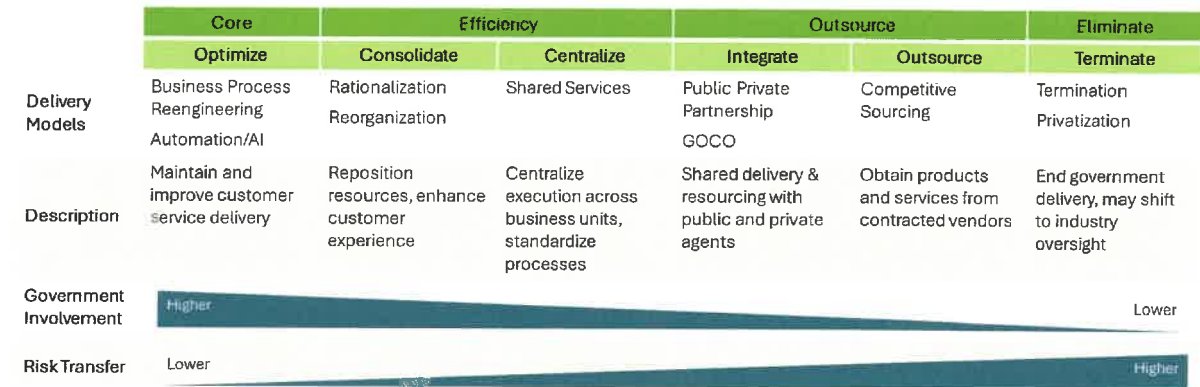 Core Efficiency Outsource Eliminate
Optimize Consolidate Centralize Integrate Outsource Terminate
Delivery
Models
Business Process
Reengineering
Automation/AI
Rationalization
Reorganization
Shared Services
Public Private
Partnership
GOCO
Competitive
Sourcing
Termination
Privatization
Description
Maintain and
improve customer
service delivery
Reposition
resources, enhance
customer
experience
Centralize
execution across
business units,
standardize
processes
Shared delivery &
resourcing with
public and private
agents
Obtain products
and services from
contracted vendors
End government
delivery, may shift
to industry
oversight
Government
Involvement
Higher
Lower
Risk Transfer
Lower
Higher